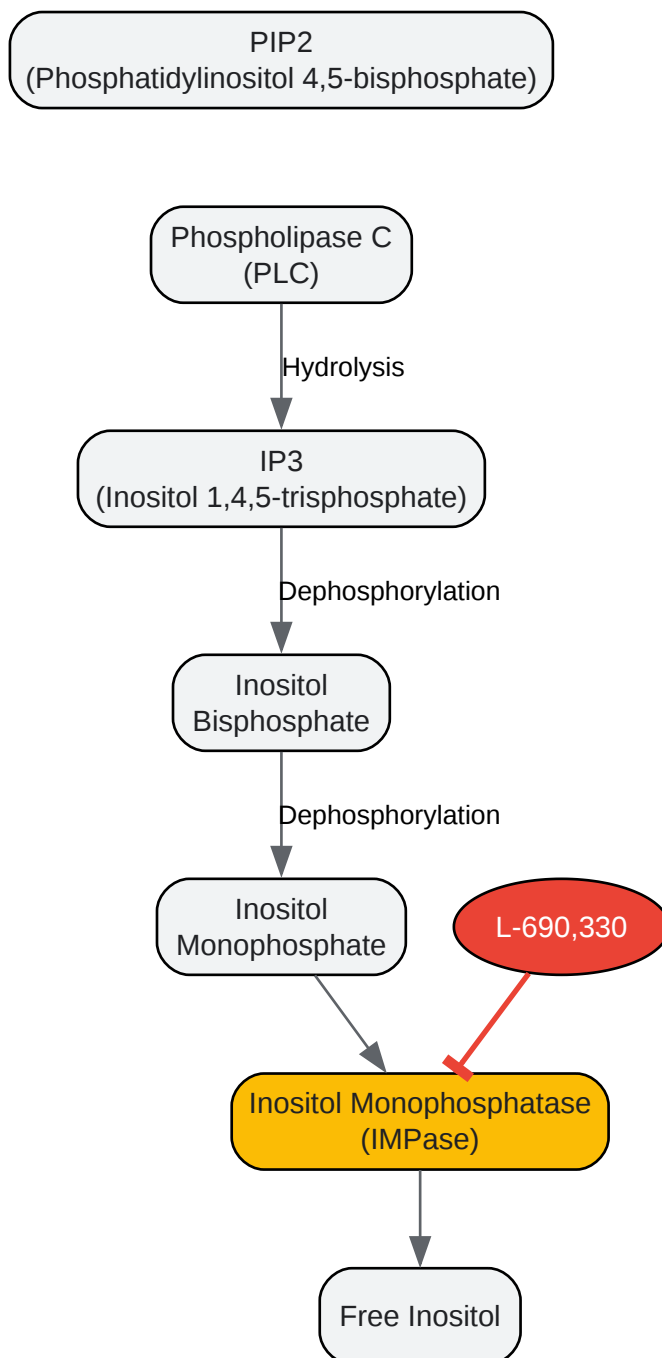 PIP2
(Phosphatidylinositol 4,5-bisphosphate)
Phospholipase C
(PLC)
Hydrolysis
IP3
(Inositol 1,4,5-trisphosphate)
Dephosphorylation
Inositol
Bisphosphate
Dephosphorylation
Inositol
Monophosphate
L-690,330
Inositol Monophosphatase
(IMPase)
Free Inositol